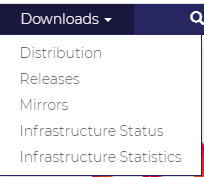 Downloads
Distribution
Releases
Mirrors
Infrastructure Status
Infrastructure Statistics